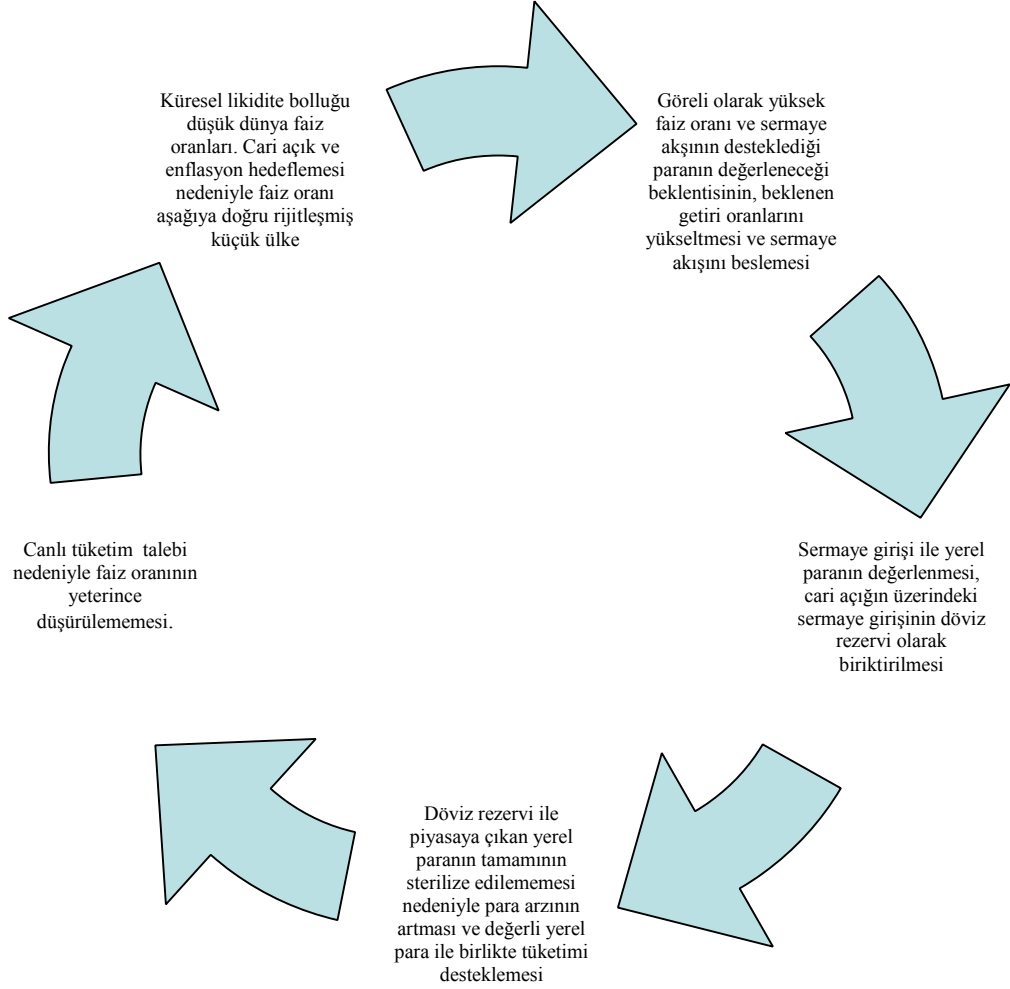 Küresel likidite bolluğu
düşük dünya faiz
oranları. Cari açık ve
enflasyon hedeflemesi
nedeniyle faiz oranı
aşağıya doğru rijitleşmiş
küçük ülke
Göreli olarak yüksek
faiz oranı ve sermaye
akşının desteklediği
paranın değerleneceği
beklentisinin, beklenen
getiri oranlarını
yükseltmesi ve sermaye
akışını beslemesi
Sermaye girişi ile yerel
paranın değerlenmesi,
cari açığın üzerindeki
sermaye girişinin döviz
rezervi olarak
biriktirilmesi
Döviz rezervi ile
piyasaya çıkan yerel
paranın tamamının
sterilize edilememesi
nedeniyle para arzının
artması ve değerli yerel
para ile birlikte tüketimi
desteklemesi
Canlı tüketim talebi
nedeniyle faiz oranının
yeterince
düşürülememesi.